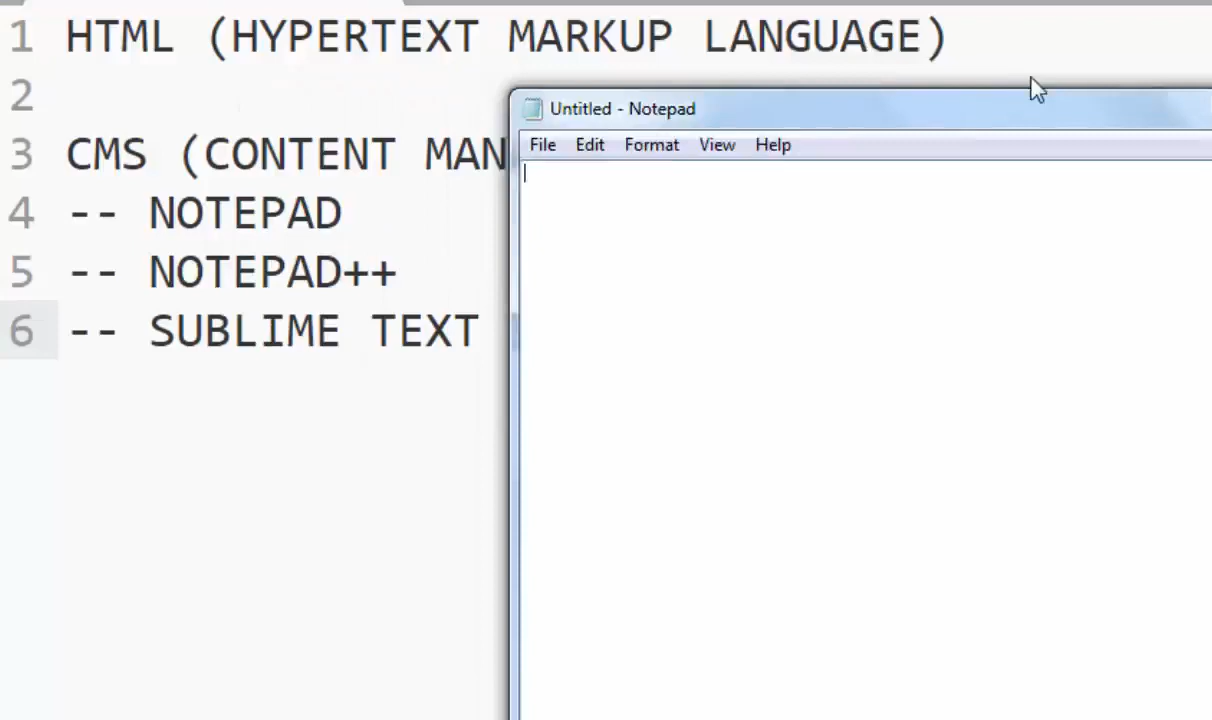 1 HTML (HYPERTEXT MARKUP LANGUAGE)
2
Untitled - Notepad
File Edit Format View Help
3 CMS (CONTENT MAN
4 -- NOTEPAD
5 -- NOTEPAD++
6 -- SUBLIME TEXT